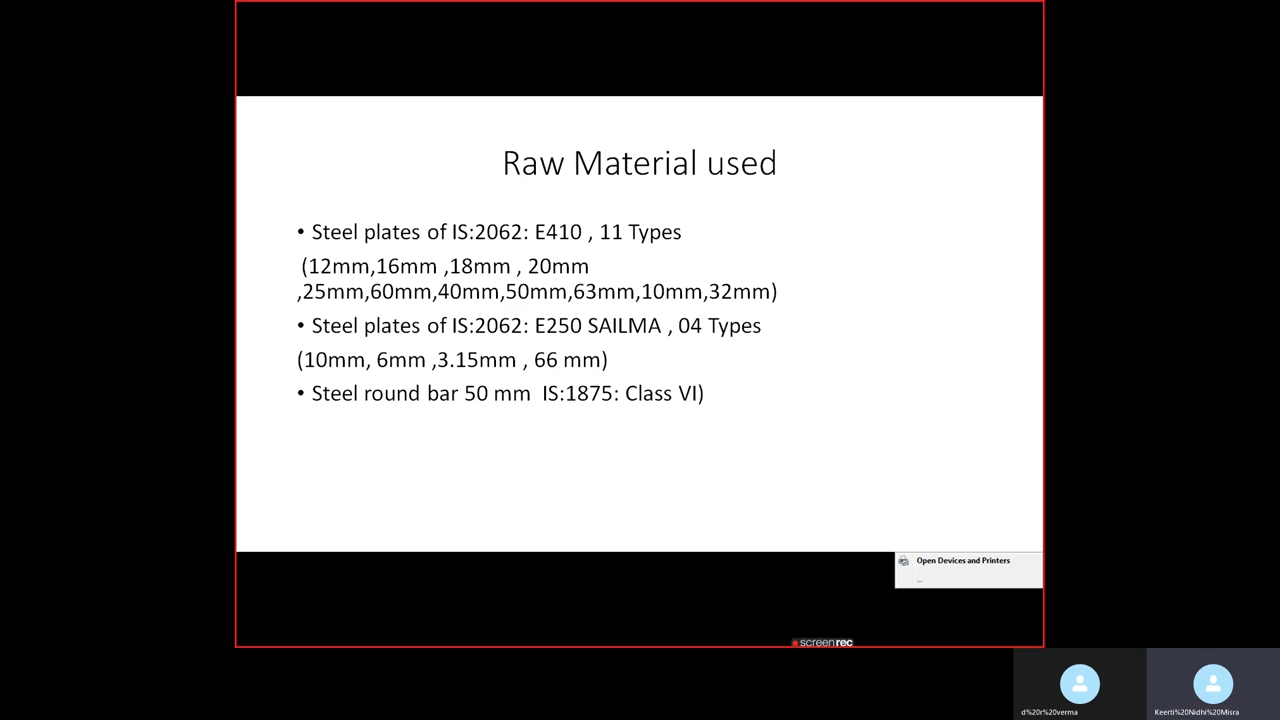 Raw Material used
• Steel plates of IS:2062: E410 , 11 Types
(12mm,16mm ,18mm , 20mm
,25mm,60mm,40mm,50mm,63mm,10mm,32mm)
• Steel plates of IS:2062: E250 SAILMA , 04 Types
(10mm, 6mm ,3.15mm , 66 mm)
• Steel round bar 50 mm  IS:1875: Class VI)
Open Devices and Printers
...
screenrec
d%20r%20verma
Keerti%20Nidhi%20Misra